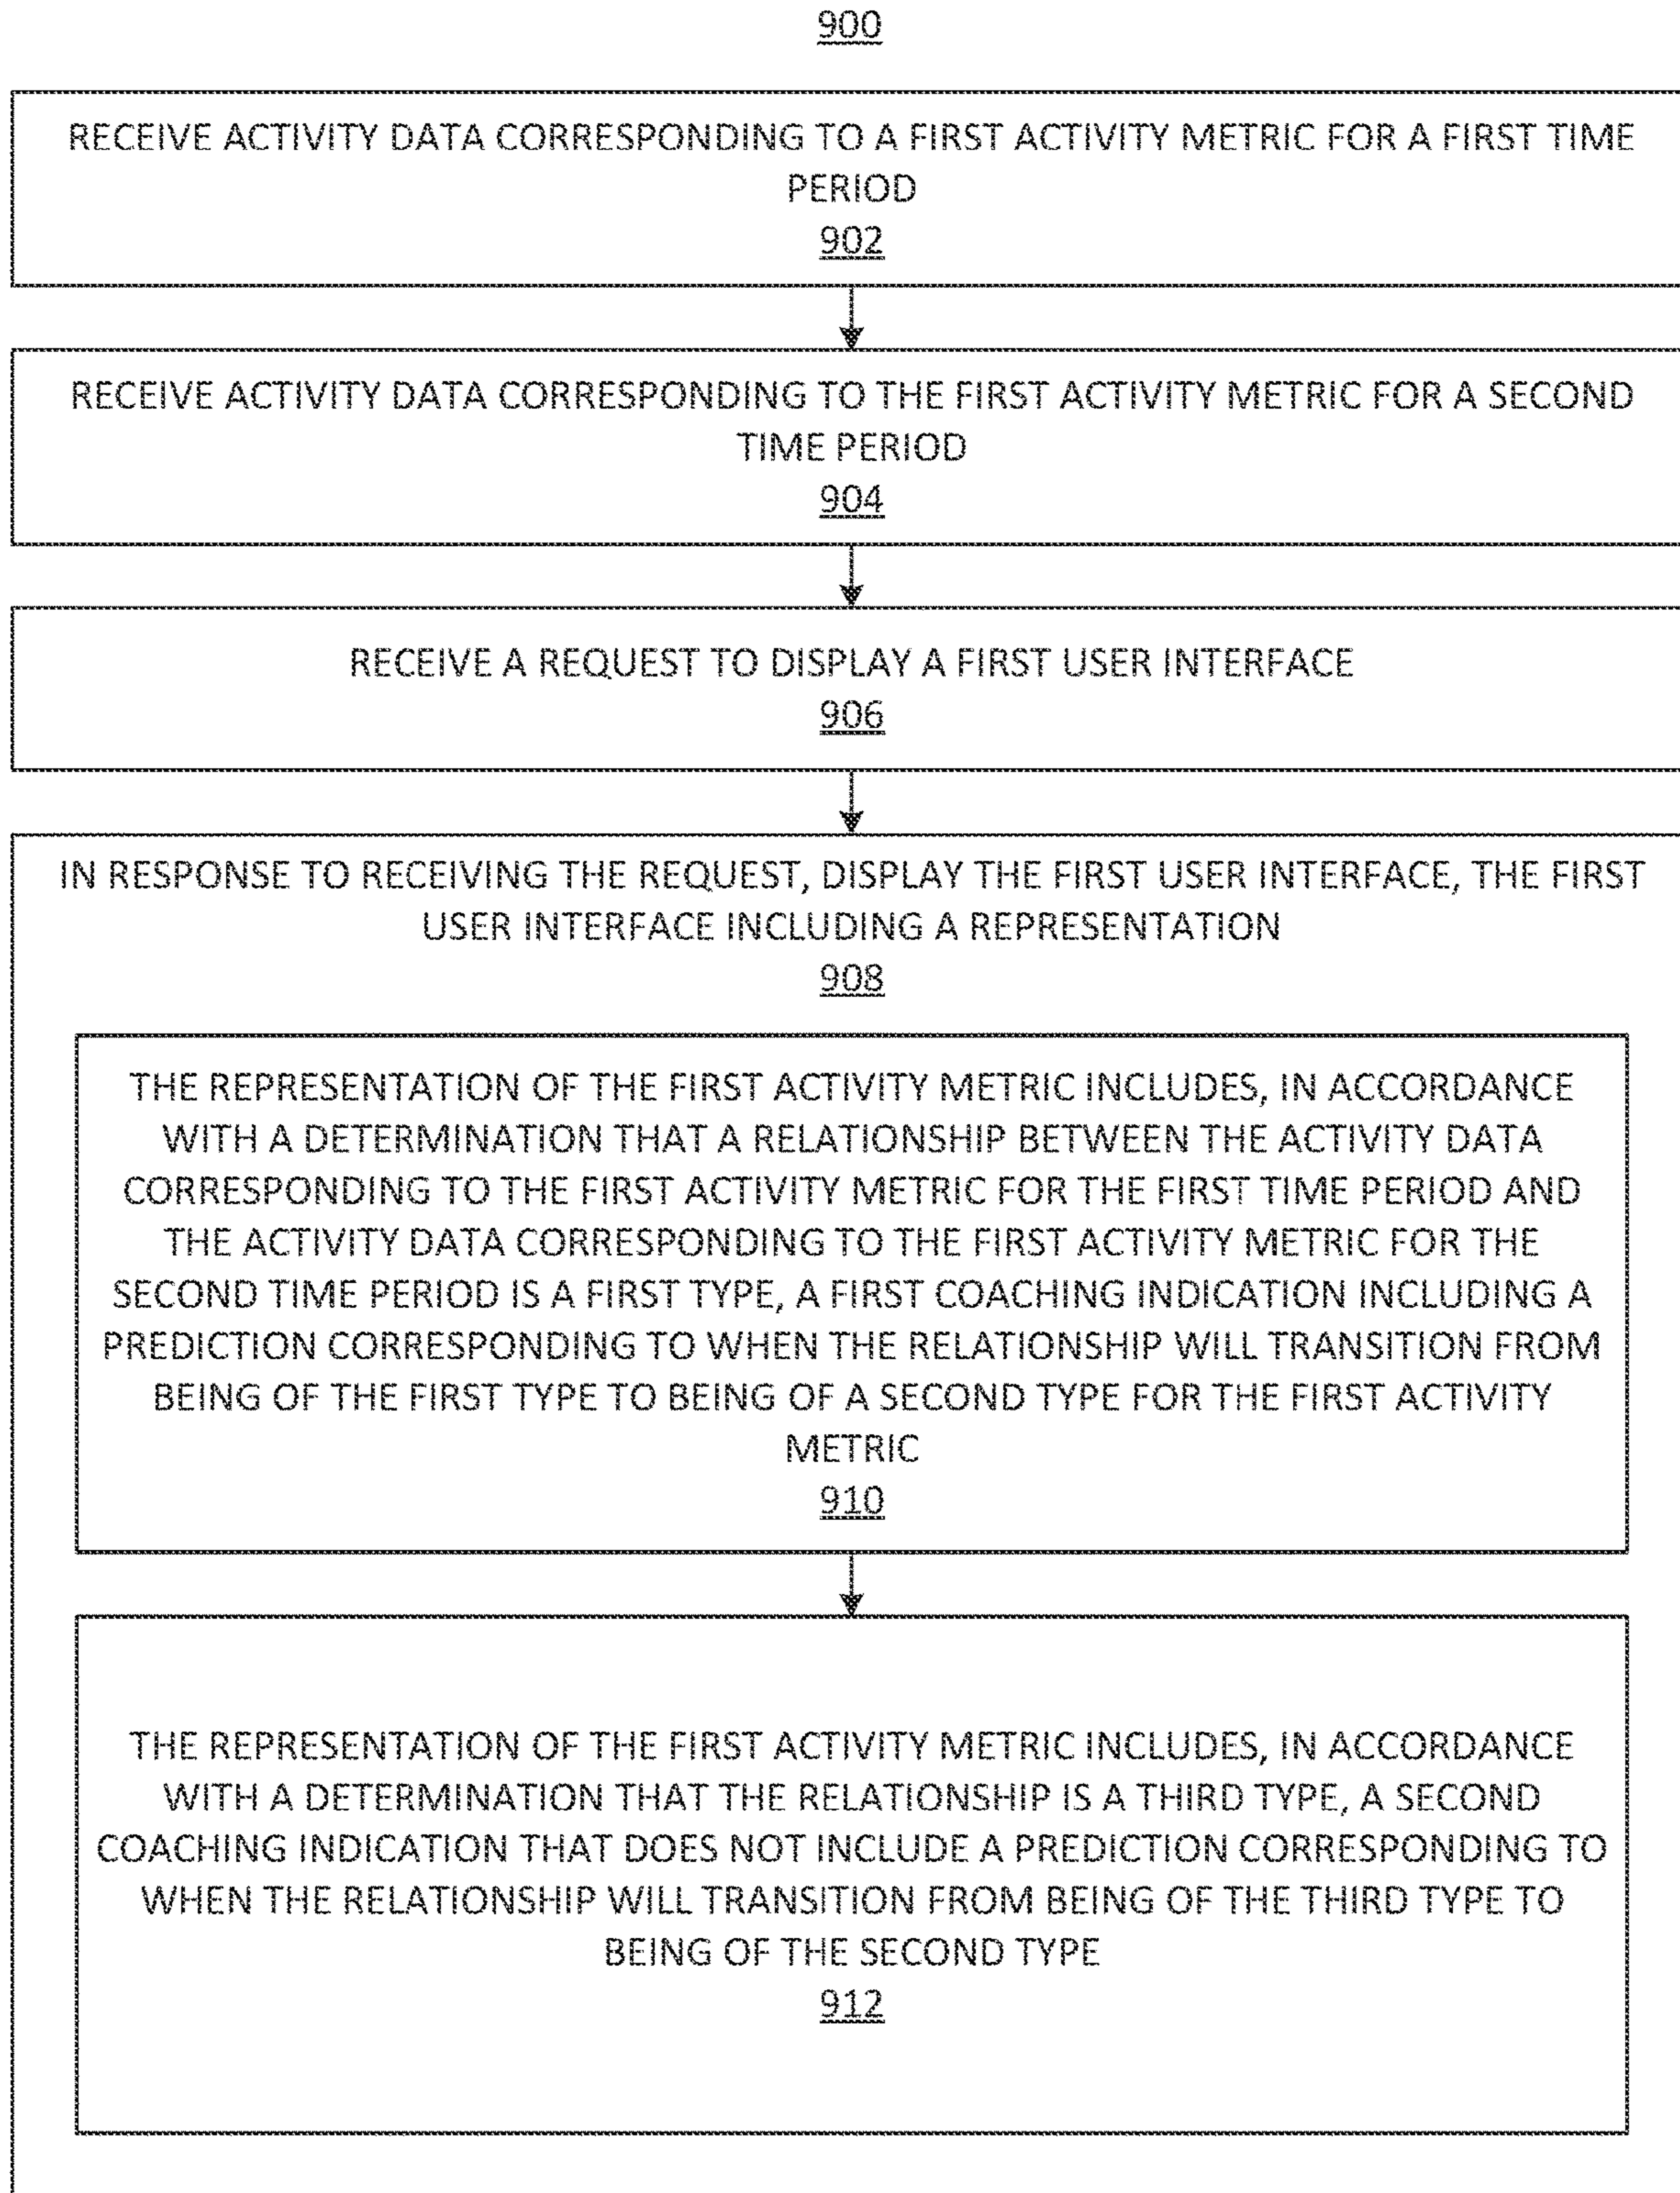 900
RECEIVE ACTIVITY DATA CORRESPONDING TO A FIRST ACTIVITY METRIC FOR A FIRST TIME
PERIOD
902
RECEIVE ACTIVITY DATA CORRESPONDING TO THE FIRST ACTIVITY METRIC FOR A SECOND
TIME PERIOD
904
RECEIVE A REQUEST TO DISPLAY A FIRST USER INTERFACE
906
IN RESPONSE TO RECEIVING THE REQUEST, DISPLAY THE FIRST USER INTERFACE, THE FIRST
USER INTERFACE INCLUDING A REPRESENTATION
908
THE REPRESENTATION OF THE FIRST ACTIVITY METRIC INCLUDES, IN ACCORDANCE
WITH A DETERMINATION THAT A RELATIONSHIP BETWEEN THE ACTIVITY DATA
CORRESPONDING TO THE FIRST ACTIVITY METRIC FOR THE FIRST TIME PERIOD AND
THE ACTIVITY DATA CORRESPONDING TO THE FIRST ACTIVITY METRIC FOR THE
SECOND TIME PERIOD IS A FIRST TYPE, A FIRST COACHING INDICATION INCLUDING A
PREDICTION CORRESPONDING TO WHEN THE RELATIONSHIP WILL TRANSITION FROM
BEING OF THE FIRST TYPE TO BEING OF A SECOND TYPE FOR THE FIRST ACTIVITY
METRIC
910
THE REPRESENTATION OF THE FIRST ACTIVITY METRIC INCLUDES, IN ACCORDANCE
WITH A DETERMINATION THAT THE RELATIONSHIP IS A THIRD TYPE, A SECOND
COACHING INDICATION THAT DOES NOT INCLUDE A PREDICTION CORRESPONDING TO
WHEN THE RELATIONSHIP WILL TRANSITION FROM BEING OF THE THIRD TYPE TO
BEING OF THE SECOND TYPE
912